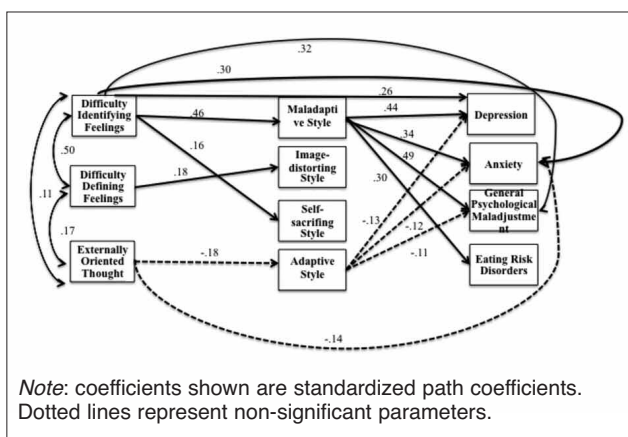 .32
.30
.26
Difficulty
Identifying
Feelings
.46
Maladapti
ve Style
.44
Depression
.16
.34
.50
Image-
distorting
Style
.49
Anxiety
Difficulty
Defining
Feelings
.18
.30
General
Psychological
Maladjustme
nt
.11
Self-
sacrifing
Style
-.13
-.12
.17
Externally
Oriented
Thought
-.18
Adaptive
Style
-.11
Eating Risk
Disorders
-.14
Note: coefficients shown are standardized path coefficients.
Dotted lines represent non-significant parameters.